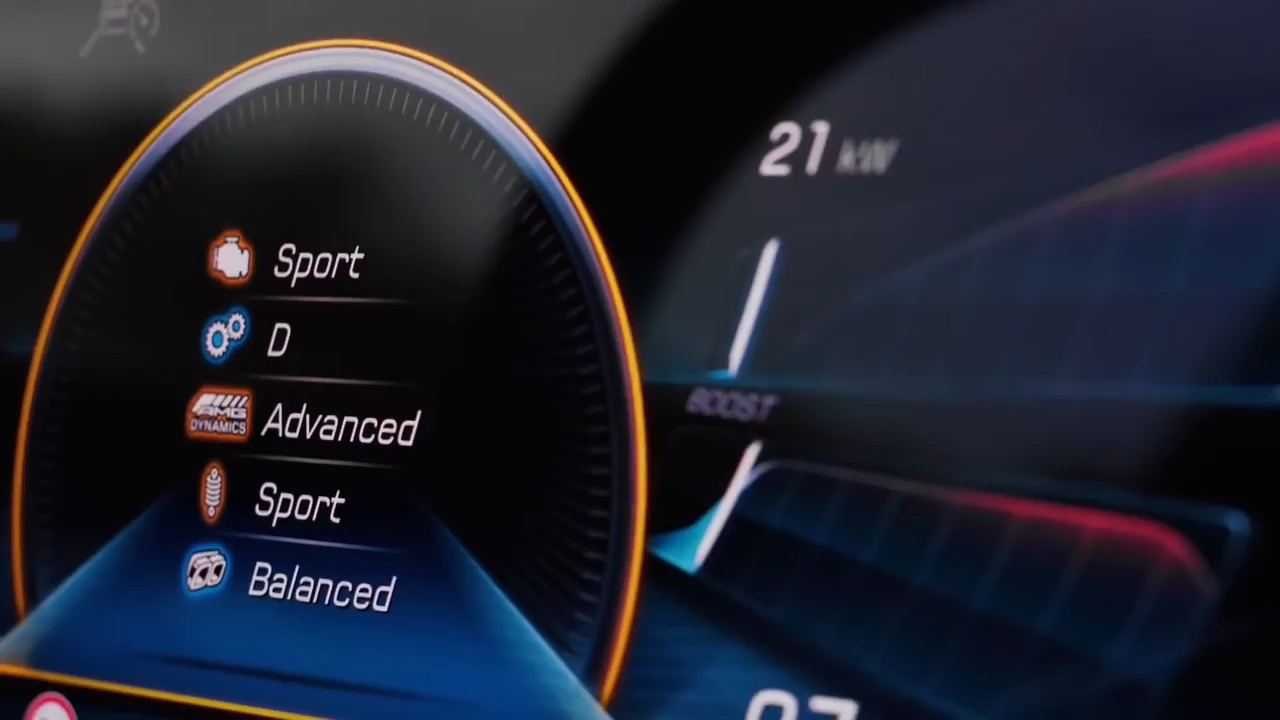 Sport
D
AMG
DYNAMICS
Advanced
Sport
Balanced
21 kW
BOOST